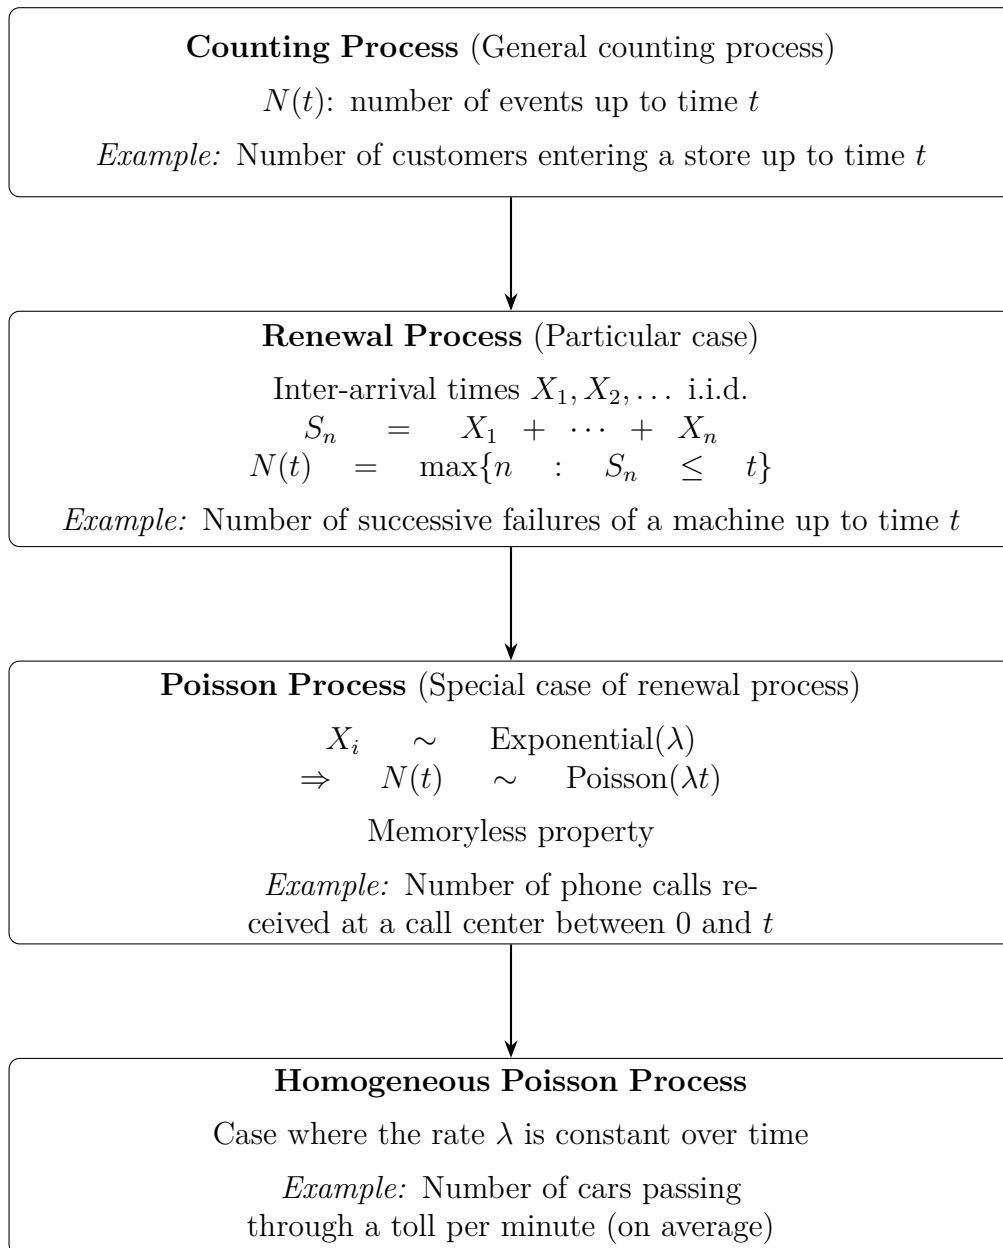 Counting Process (General counting process)
N(t): number of events up to time t
Example: Number of customers entering a store up to time t
Renewal Process (Particular case)
Inter-arrival times X₁, X₂, … i.i.d.
Sₙ = X₁ + ⋯ + Xₙ
N(t) = max{n : Sₙ ≤ t}
Example: Number of successive failures of a machine up to time t
Poisson Process (Special case of renewal process)
Xᵢ ∼ Exponential(λ)
⇒ N(t) ∼ Poisson(λt)
Memoryless property
Example: Number of phone calls re-
ceived at a call center between 0 and t
Homogeneous Poisson Process
Case where the rate λ is constant over time
Example: Number of cars passing
through a toll per minute (on average)